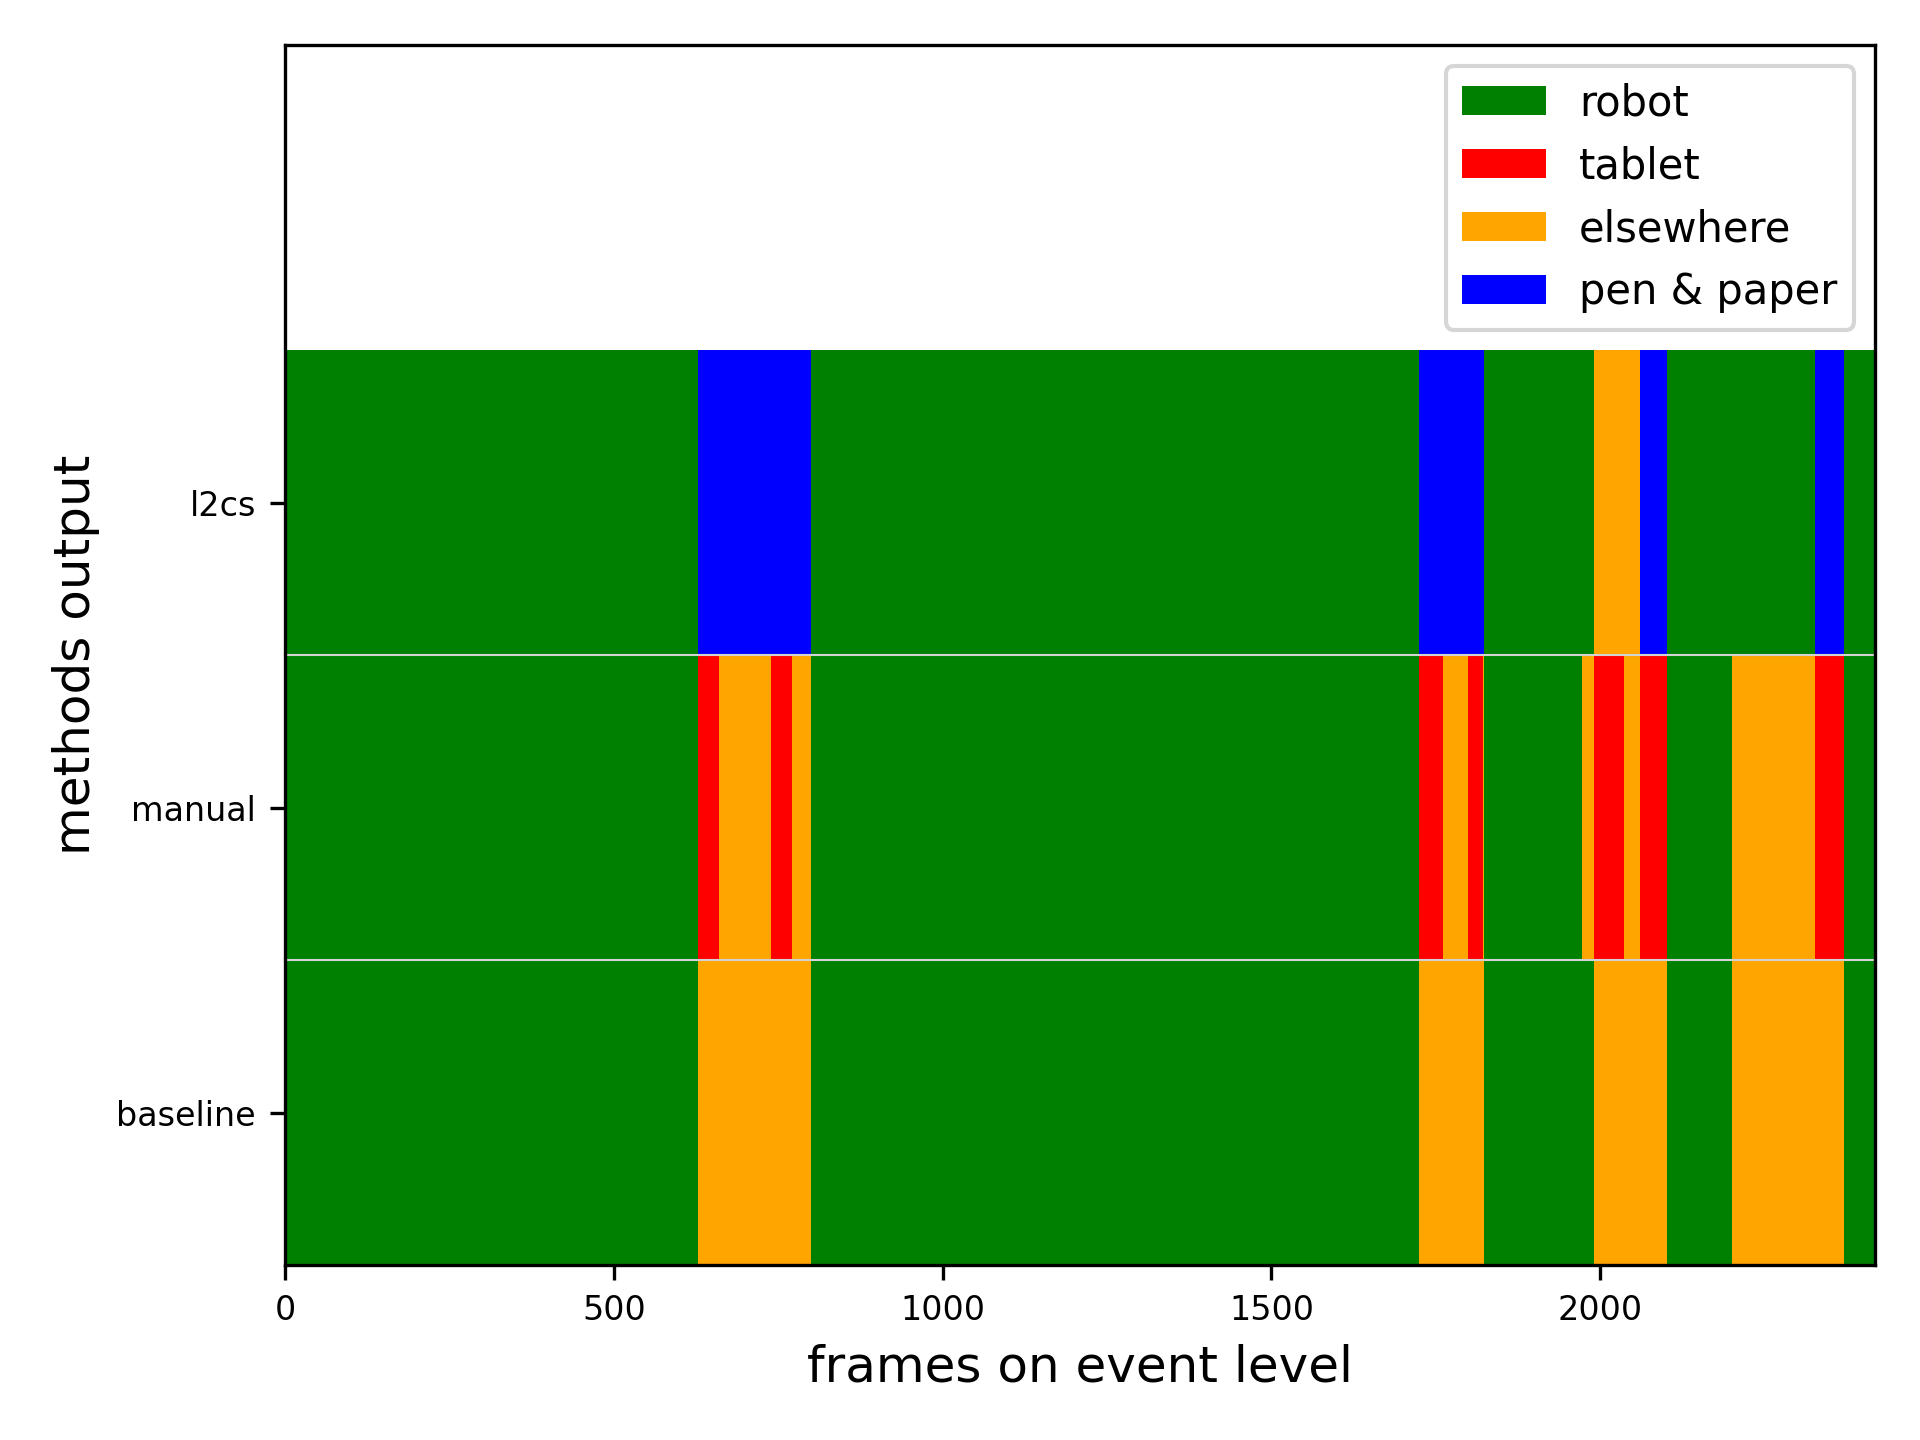 robot
tablet
elsewhere
pen & paper
methods output
l2cs
manual
baseline
0 500 1000 1500 2000
frames on event level